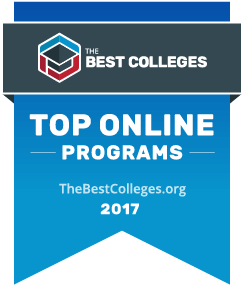 THE
BEST COLLEGES
TOP ONLINE
PROGRAMS
TheBestColleges.org
2017